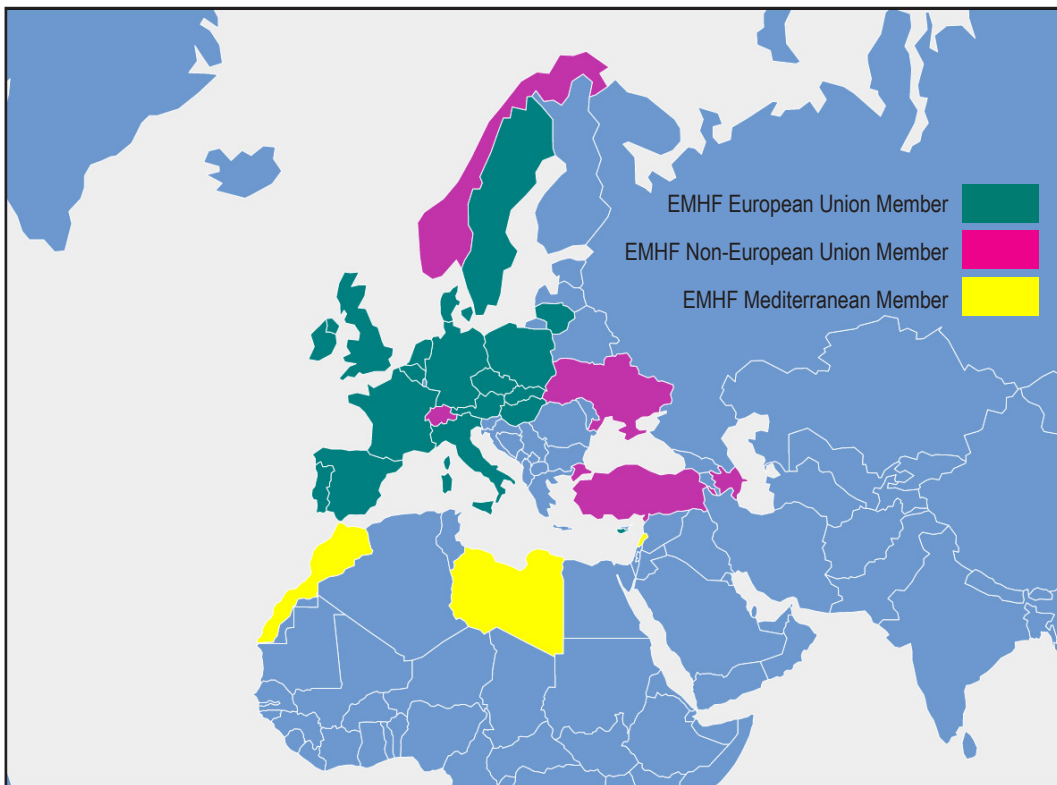 EMHF European Union Member
EMHF Non-European Union Member
EMHF Mediterranean Member